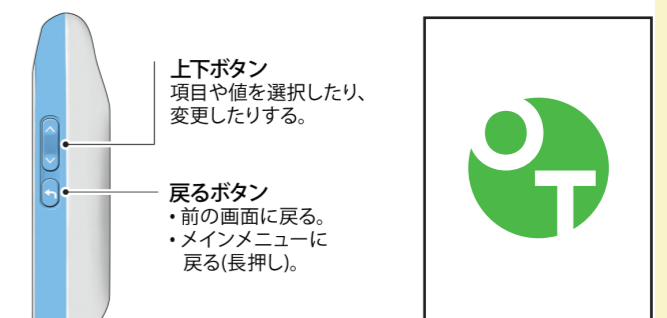 上下ボタン
項目や値を選択したり、
変更したりする。
戻るボタン
・前の画面に戻る。
・メインメニューに
戻る(長押し)。
OT